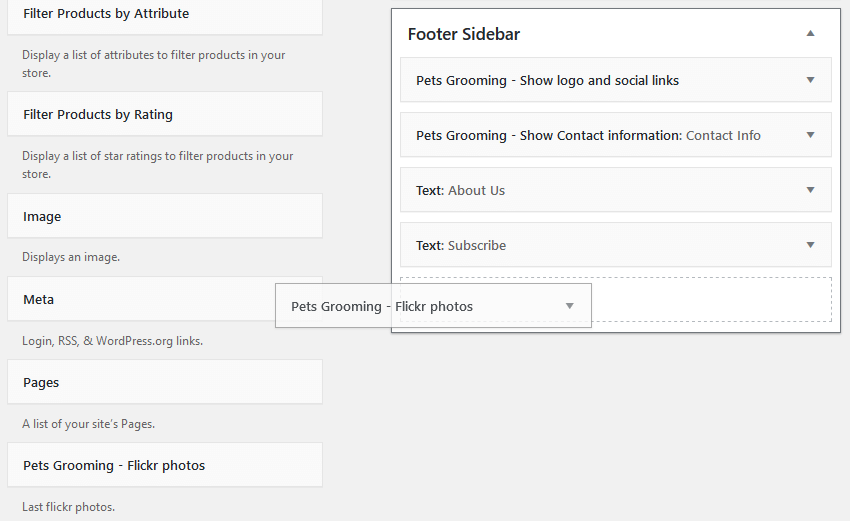 Filter Products by Attribute
Display a list of attributes to filter products in your
store.
Filter Products by Rating
Display a list of star ratings to filter products in your
store.
Image
Displays an image.
Meta
Login, RSS, & WordPress.org links.
Pages
A list of your site's Pages.
Pets Grooming - Flickr photos
Last flickr photos.
Footer Sidebar
Pets Grooming - Show logo and social links
Pets Grooming - Show Contact information: Contact Info
Text: About Us
Text: Subscribe
Pets Grooming - Flickr photos